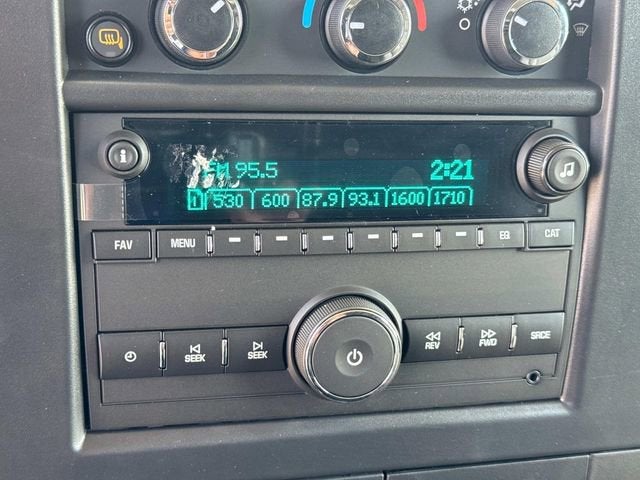 FM 95.5 2:21
1 530 600 87.9 93.1 1600 1710
FAV MENU EQ CAT
SEEK SEEK REV FWD SRCE